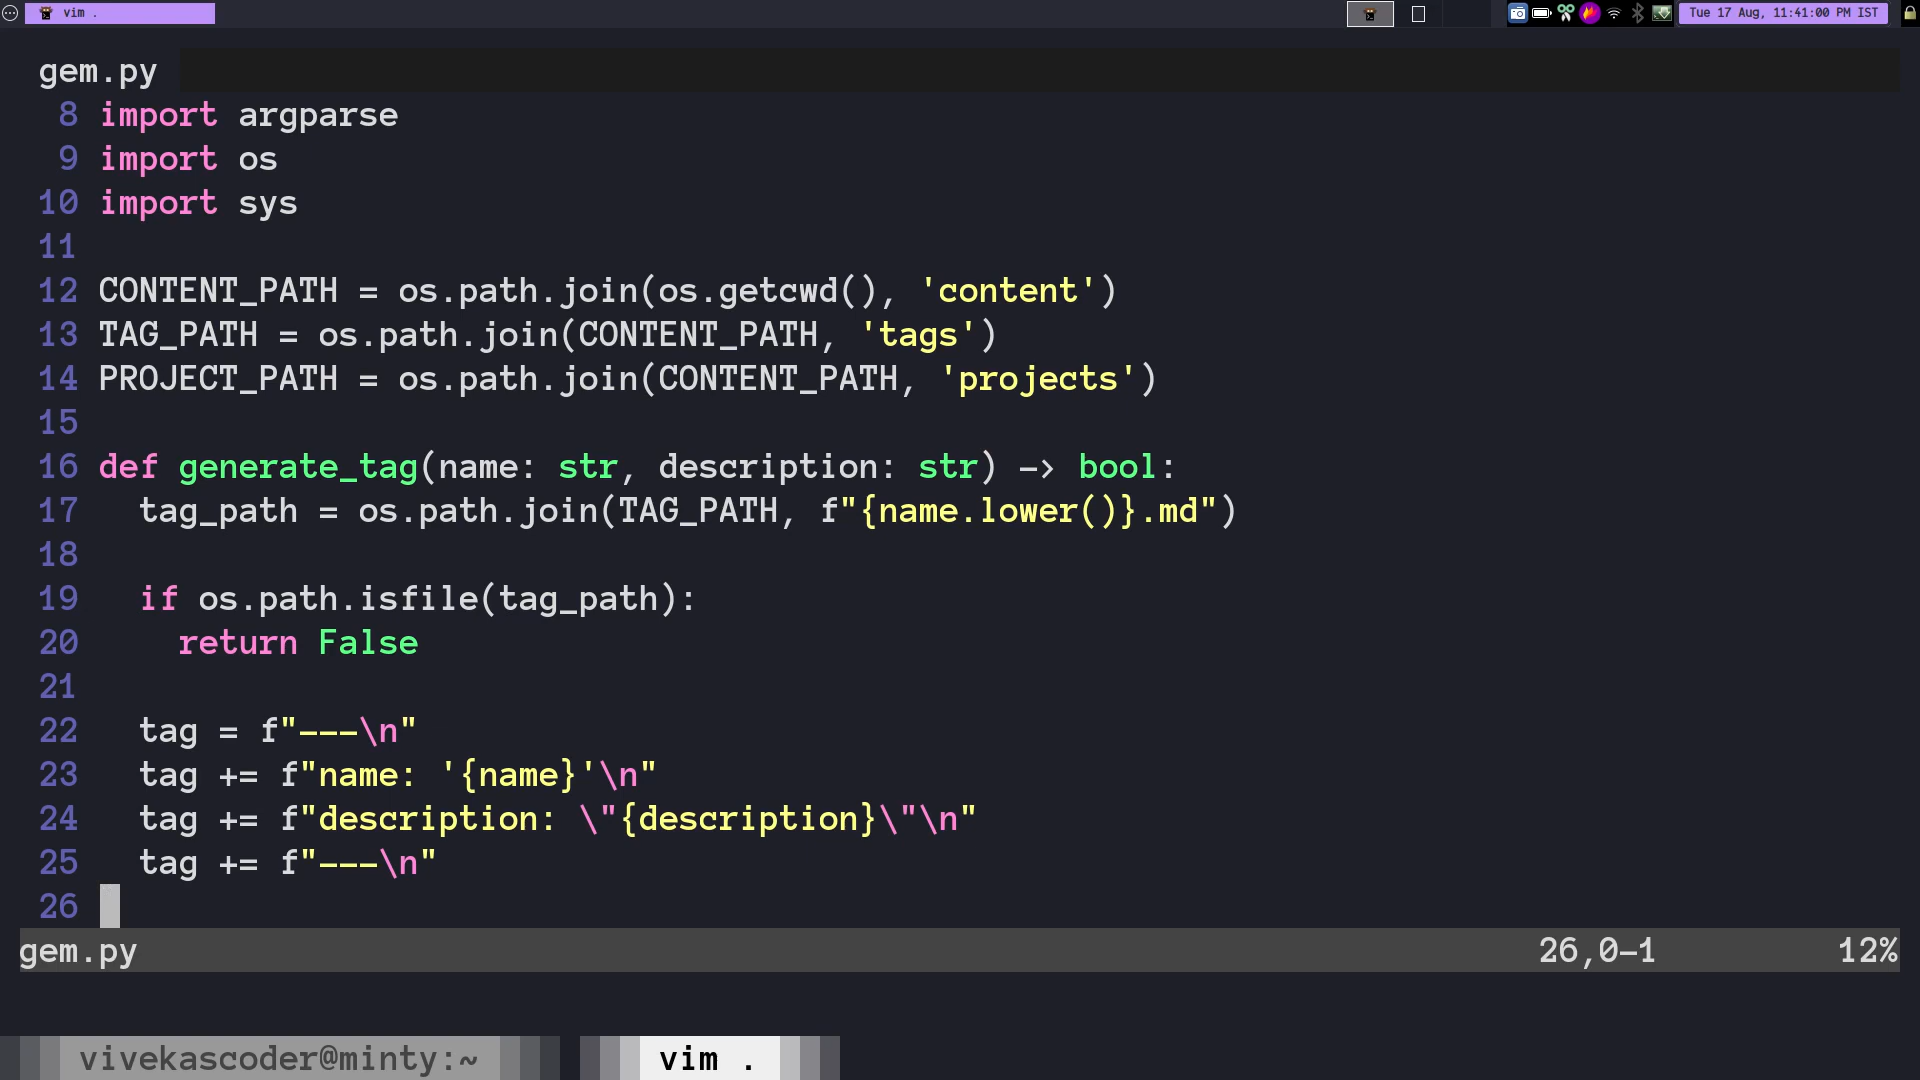 vim .
Tue 17 Aug, 11:41:00 PM IST
gem.py
8 import argparse
9 import os
10 import sys
11
12 CONTENT_PATH = os.path.join(os.getcwd(), 'content')
13 TAG_PATH = os.path.join(CONTENT_PATH, 'tags')
14 PROJECT_PATH = os.path.join(CONTENT_PATH, 'projects')
15
16 def generate_tag(name: str, description: str) -> bool:
17   tag_path = os.path.join(TAG_PATH, f"{name.lower()}.md")
18
19   if os.path.isfile(tag_path):
20     return False
21
22   tag = f"---\n"
23   tag += f"name: '{name}'\n"
24   tag += f"description: \"{description}\"\n"
25   tag += f"---\n"
26
gem.py 26,0-1 12%
vivekascoder@minty:~ vim .